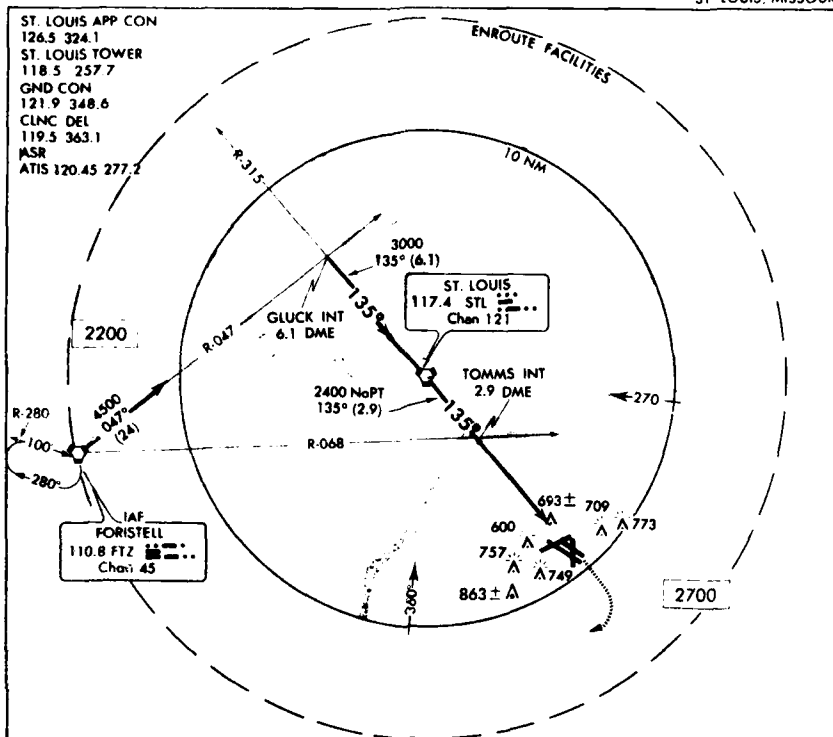 ST. LOUIS APP CON
126.5 324.1
ST. LOUIS TOWER
118.5 257.7
GND CON
121.9 348.6
CLNC DEL
119.5 363.1
ASR
ATIS 120.45 277.2
ENROUTE FACILITIES
10 NM
R-315
3000
135° (6.1)
ST. LOUIS
117.4 STL
Chan 121
135°
GLUCK INT
6.1 DME
R-047
2200
TOMMS INT
2.9 DME
2400 NoPT
135° (2.9)
135°
270
4500
047°
(24)
R-280
100
280°
R-068
IAF
FORISTELL
110.8 FTZ
Chan 45
693±
709
773
600
757
749
863±
360°
2700